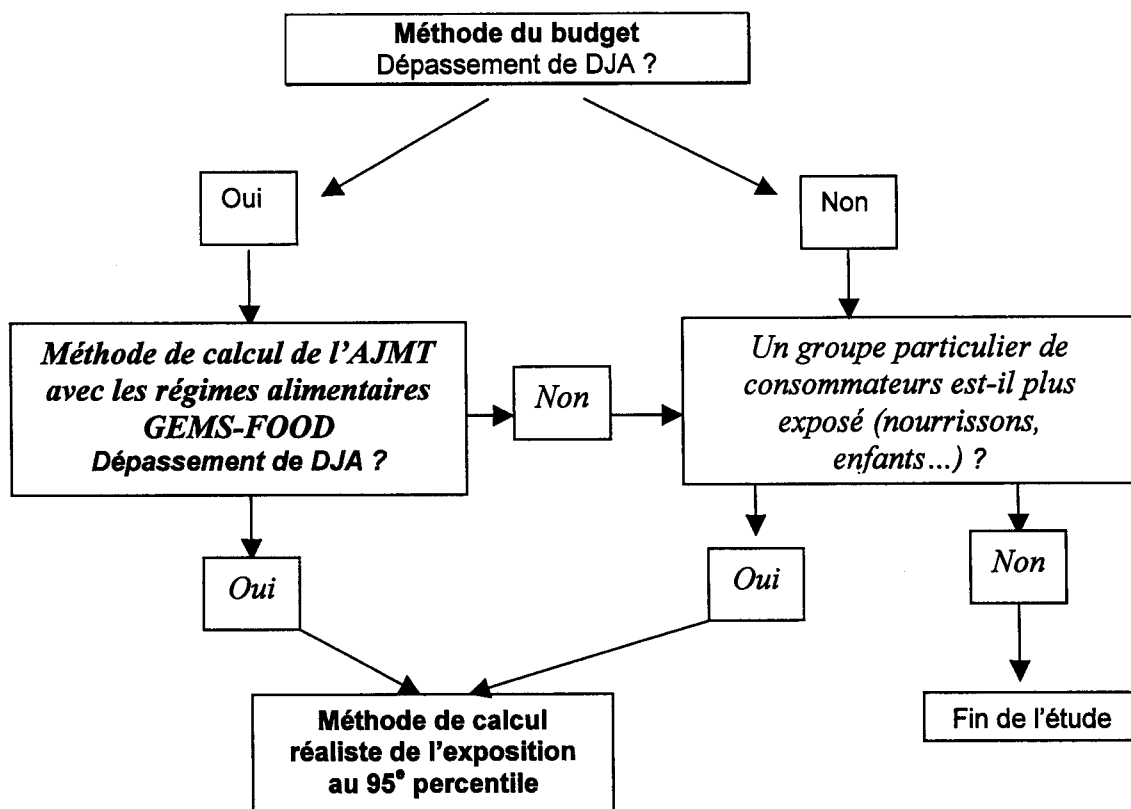 Méthode du budget
Dépassement de DJA ?
Oui
Non
Méthode de calcul de l'AJMT
avec les régimes alimentaires
GEMS-FOOD
Dépassement de DJA ?
Non
Un groupe particulier de
consommateurs est-il plus
exposé (nourrissons,
enfants...) ?
Oui
Oui
Non
Méthode de calcul
réaliste de l'exposition
au 95e percentile
Fin de l'étude